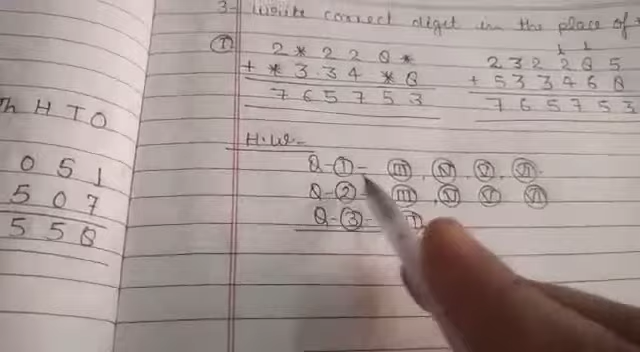 Th H T O
0 5 1
5 0 7
5 5 8
3- write correct digit in the place of *
I
2 * 2 2 8 *
+ * 3 3 4 * 8
7 6 5 7 5 3
1 1
2 3 2 2 8 5
+ 5 3 3 4 6 8
7 6 5 7 5 3
H.W-
Q-1- III, IV, V, VI.
Q-2- III, IV, V, VI
Q-3-